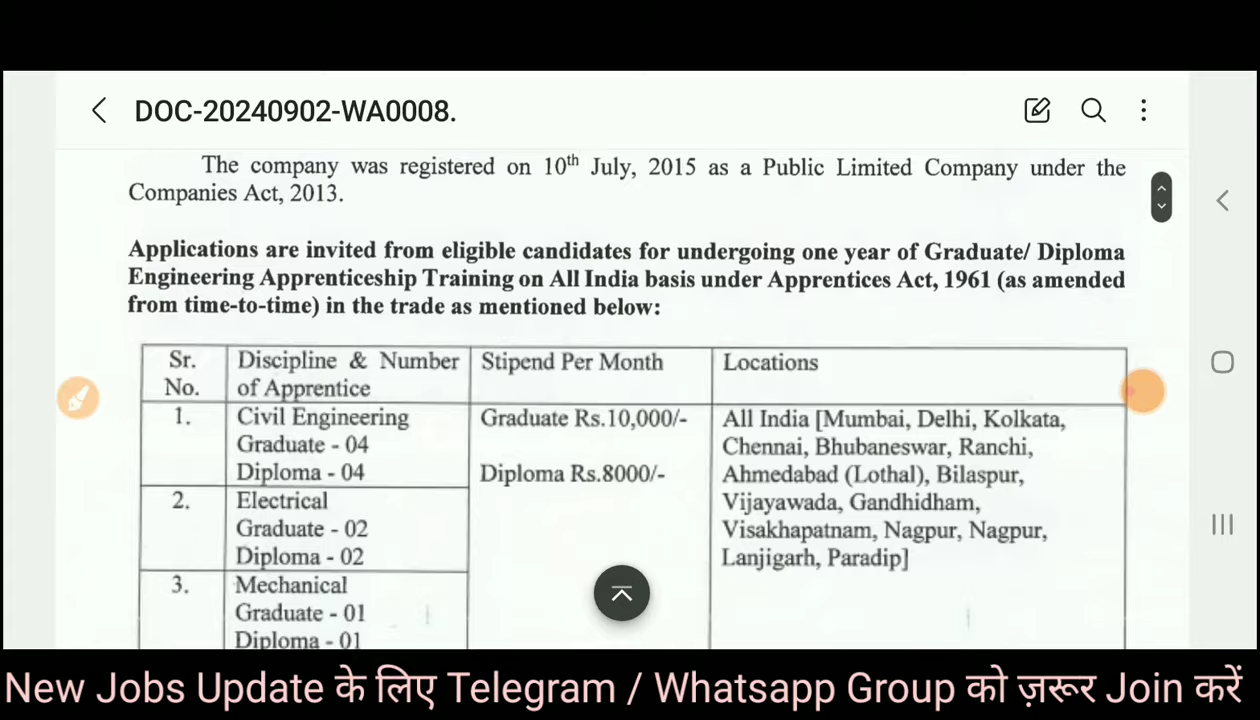 DOC-20240902-WA0008.
The company was registered on 10th July, 2015 as a Public Limited Company under the
Companies Act, 2013.
Applications are invited from eligible candidates for undergoing one year of Graduate/ Diploma
Engineering Apprenticeship Training on All India basis under Apprentices Act, 1961 (as amended
from time-to-time) in the trade as mentioned below:
Sr. No.
Discipline & Number of Apprentice
Stipend Per Month
Locations
1.
Civil Engineering
Graduate - 04
Diploma - 04
Graduate Rs.10,000/-
Diploma Rs.8000/-
All India [Mumbai, Delhi, Kolkata,
Chennai, Bhubaneswar, Ranchi,
Ahmedabad (Lothal), Bilaspur,
Vijayawada, Gandhidham,
Visakhapatnam, Nagpur, Nagpur,
Lanjigarh, Paradip]
2.
Electrical
Graduate - 02
Diploma - 02
3.
Mechanical
Graduate - 01
Diploma - 01
New Jobs Update के लिए Telegram / Whatsapp Group को ज़रूर Join करें